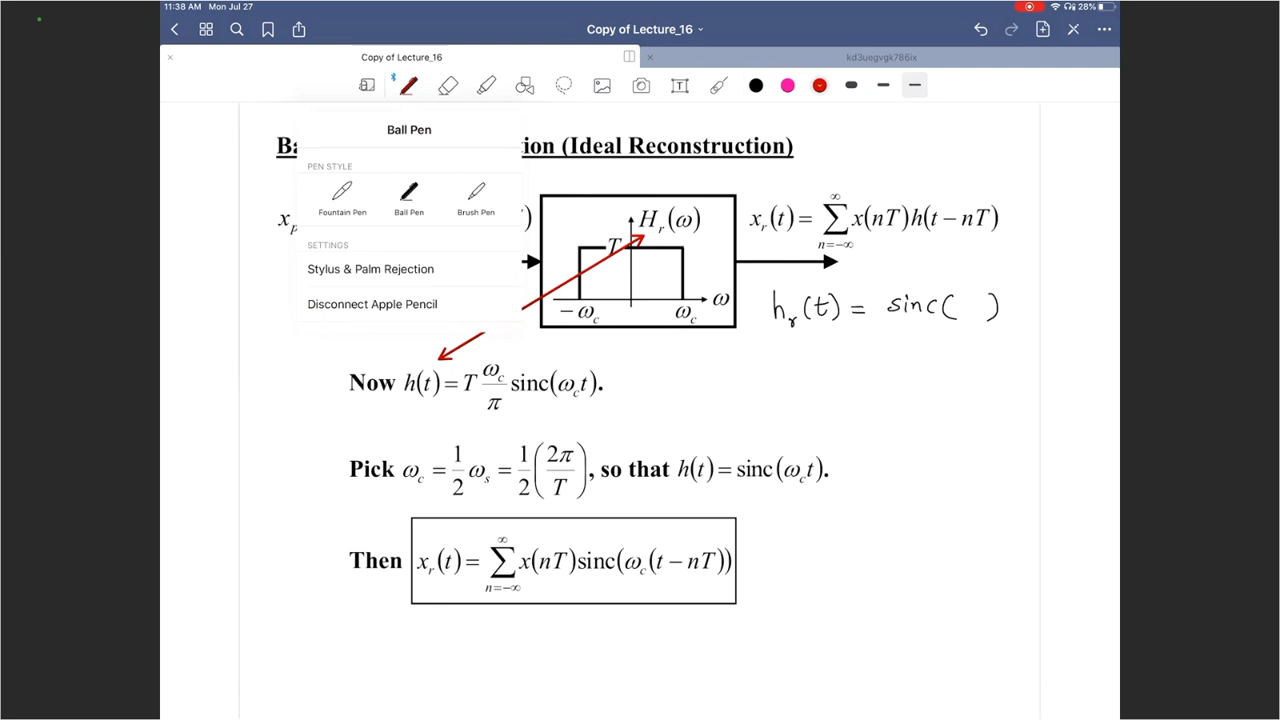 11:38 AM Mon Jul 27
28%
Copy of Lecture_16
Copy of Lecture_16
kd3uegvgk786ix
Ball Pen
PEN STYLE
Fountain Pen Ball Pen Brush Pen
SETTINGS
Stylus & Palm Rejection
Disconnect Apple Pencil
ion (Ideal Reconstruction)
x_p )
H_r(ω)
T
−ω_c ω_c ω
x_r(t) = ∑_{n=−∞}^{∞} x(nT)h(t − nT)
h_r(t) = sinc( )
Now h(t) = T ω_c/π sinc(ω_c t).
Pick ω_c = 1/2 ω_s = 1/2 (2π/T), so that h(t) = sinc(ω_c t).
Then x_r(t) = ∑_{n=−∞}^{∞} x(nT)sinc(ω_c(t − nT))